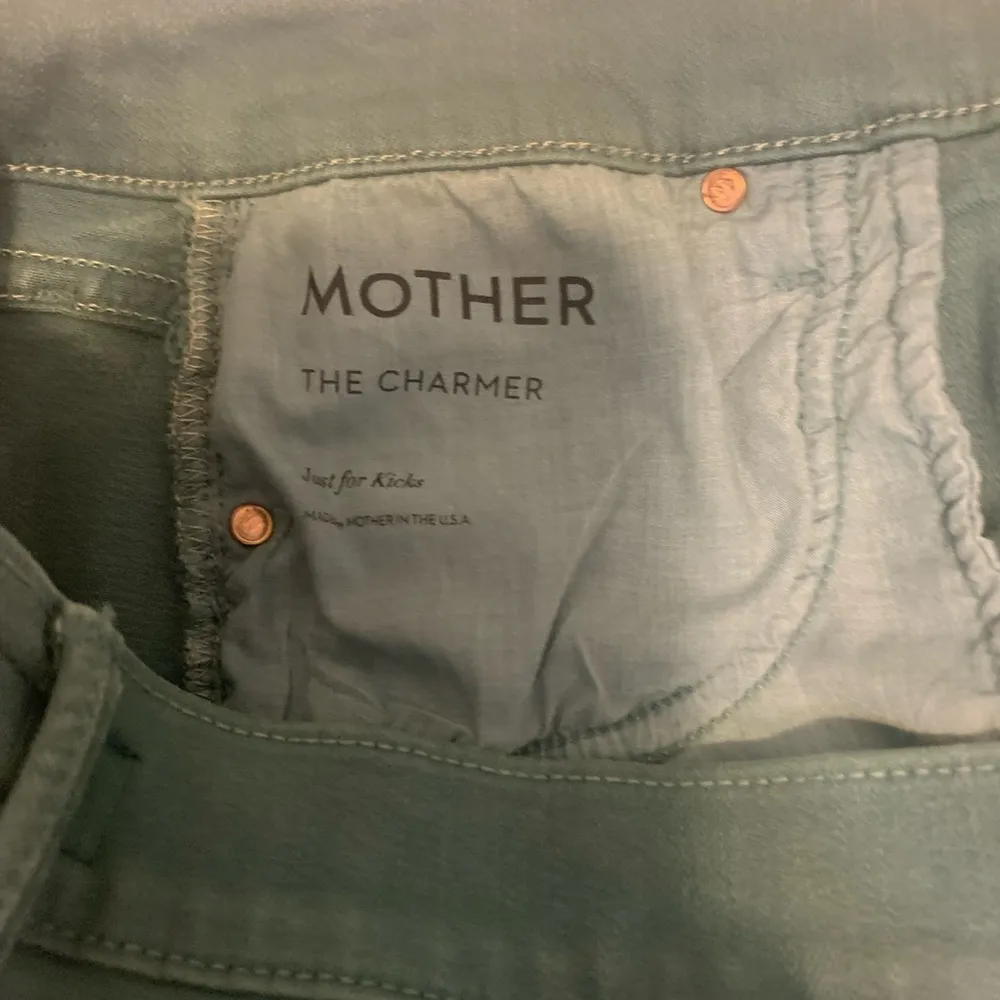 MOTHER
THE CHARMER
Just for Kicks
MADE by MOTHER IN THE U.S.A.